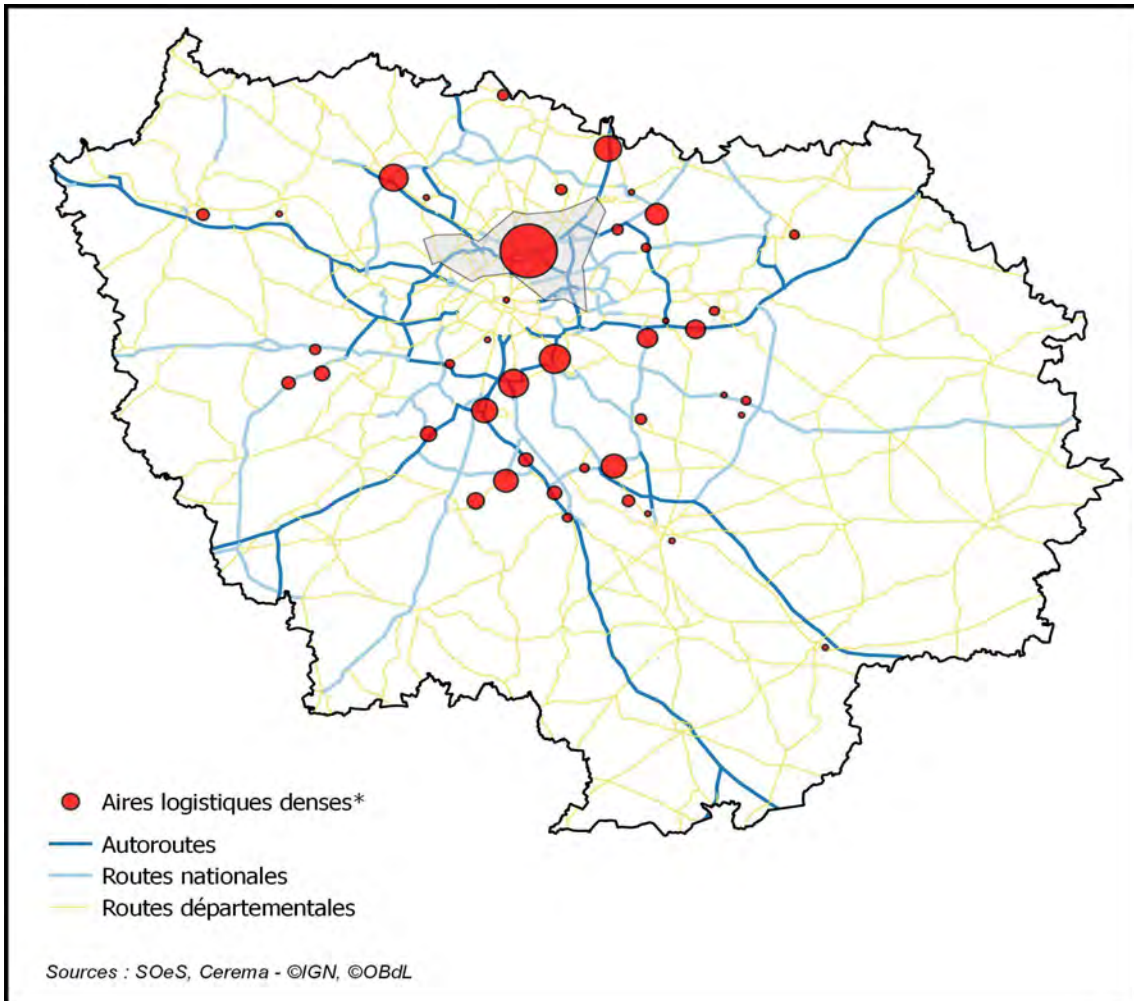 Aires logistiques denses*
Autoroutes
Routes nationales
Routes départementales
Sources : SOeS, Cerema - ©IGN, ©OBdL